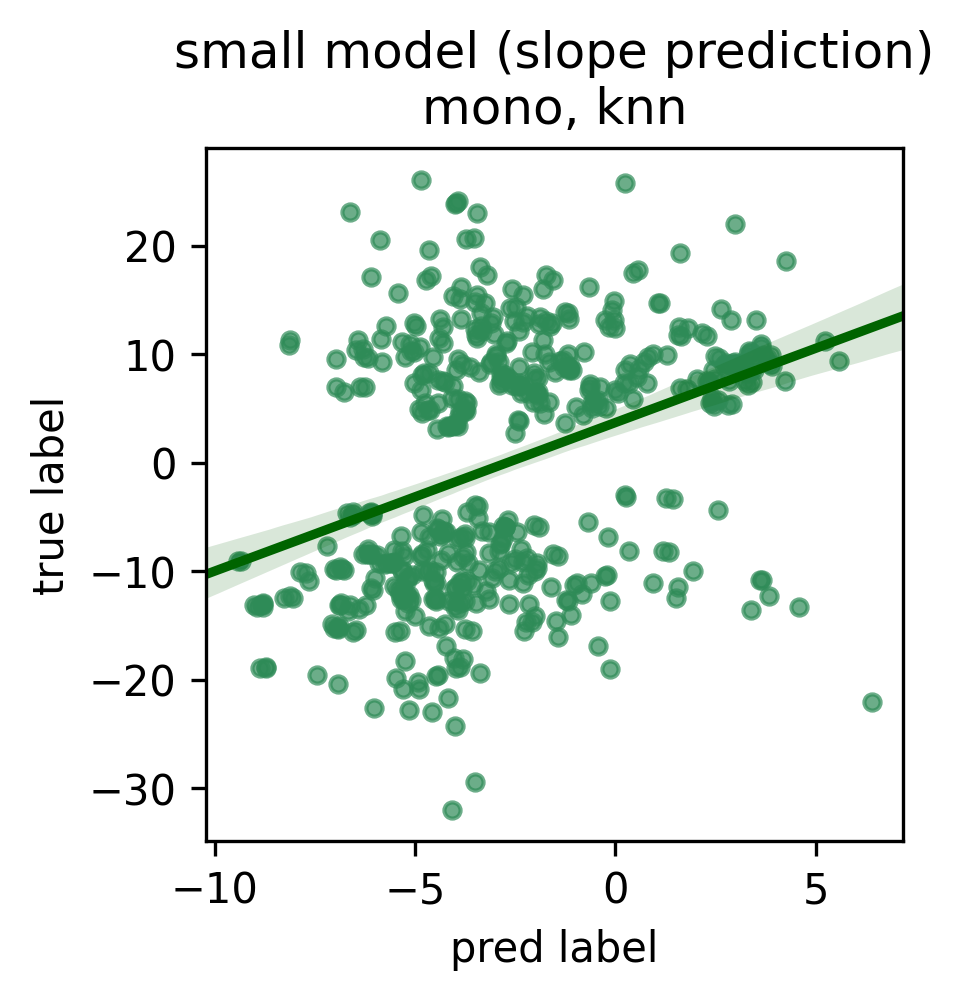 small model (slope prediction)
mono, knn
20
10
0
−10
−20
−30
true label
−10
−5
0
5
pred label